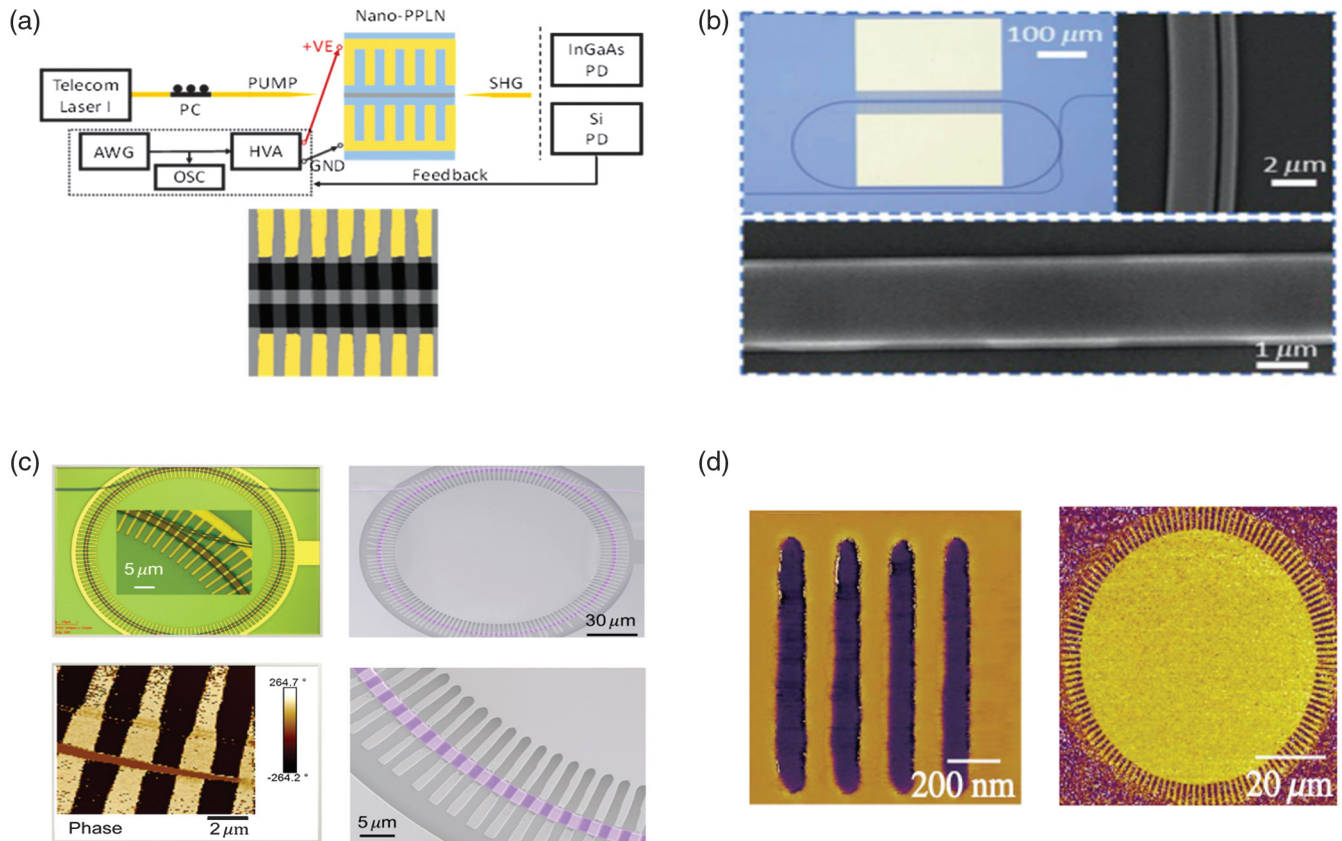 (a)
Nano-PPLN
+VE
Telecom
Laser I
PC
PUMP
SHG
InGaAs
PD
Si
PD
AWG
HVA
OSC
GND
Feedback
(b)
100 μm
2 μm
1 μm
(c)
5 μm
30 μm
264.7 °
-264.2 °
Phase
2 μm
5 μm
(d)
200 nm
20 μm